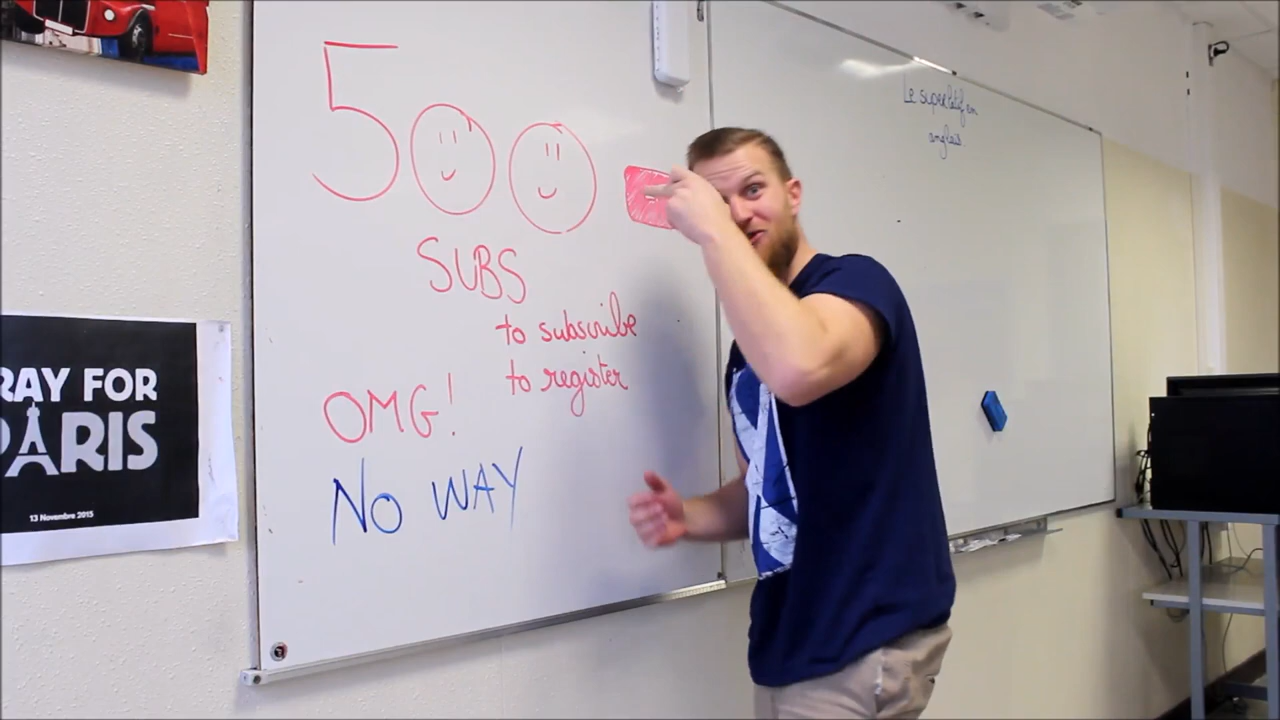 500
SUBS
to subscribe
to register
OMG!
NO WAY
Le superlatif en
anglais
RAY FOR
PARIS
13 Novembre 2015